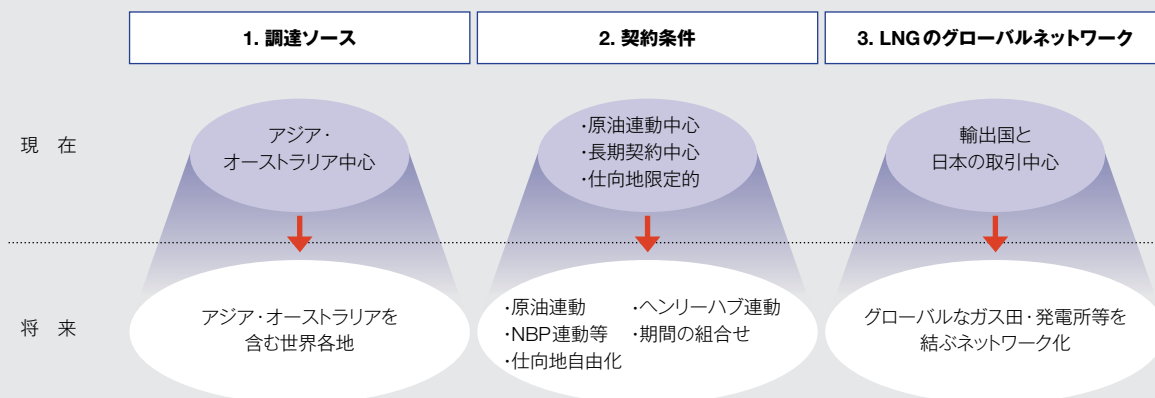 1. 調達ソース
2. 契約条件
3. LNGのグローバルネットワーク
現 在
アジア・
オーストラリア中心
・原油連動中心
・長期契約中心
・仕向地限定的
輸出国と
日本の取引中心
将 来
アジア・オーストラリアを
含む世界各地
・原油連動 ・ヘンリーハブ連動
・NBP連動等 ・期間の組合せ
・仕向地自由化
グローバルなガス田・発電所等を
結ぶネットワーク化